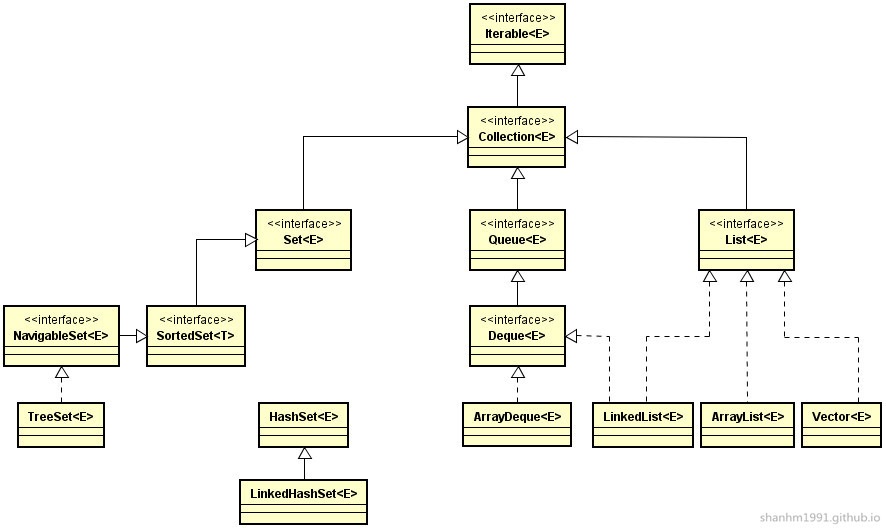 <<interface>>
Iterable<E>
<<interface>>
Collection<E>
<<interface>>
Set<E>
<<interface>>
Queue<E>
<<interface>>
List<E>
<<interface>>
NavigableSet<E>
<<interface>>
SortedSet<T>
<<interface>>
Deque<E>
TreeSet<E>
HashSet<E>
ArrayDeque<E>
LinkedList<E>
ArrayList<E>
Vector<E>
LinkedHashSet<E>
shanhm1991.github.io